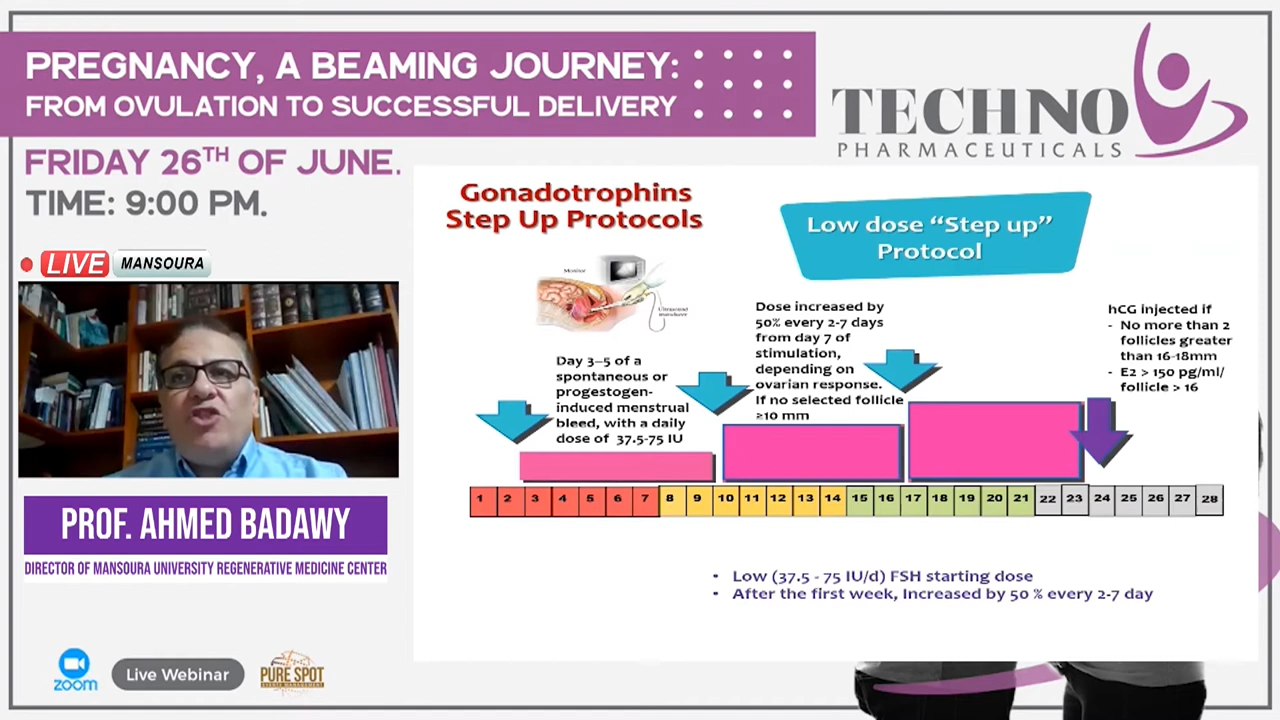 PREGNANCY, A BEAMING JOURNEY:
FROM OVULATION TO SUCCESSFUL DELIVERY
TECHNO
PHARMACEUTICALS
FRIDAY 26TH OF JUNE.
TIME: 9:00 PM.
LIVE MANSOURA
PROF. AHMED BADAWY
DIRECTOR OF MANSOURA UNIVERSITY REGENERATIVE MEDICINE CENTER
zoom
Live Webinar
PURE SPOT
Gonadotrophins
Step Up Protocols
Low dose “Step up”
Protocol
Monitor
Ultrasound
Day 3–5 of a
spontaneous or
progestogen-
induced menstrual
bleed, with a daily
dose of 37.5-75 IU
Dose increased by
50% every 2-7 days
from day 7 of
stimulation,
depending on
ovarian response.
If no selected follicle
≥10 mm
hCG injected if
- No more than 2
follicles greater
than 16-18mm
- E2 > 150 pg/ml/
follicle > 16
1 2 3 4 5 6 7 8 9 10 11 12 13 14 15 16 17 18 19 20 21 22 23 24 25 26 27 28
• Low (37.5 - 75 IU/d) FSH starting dose
• After the first week, Increased by 50 % every 2-7 day